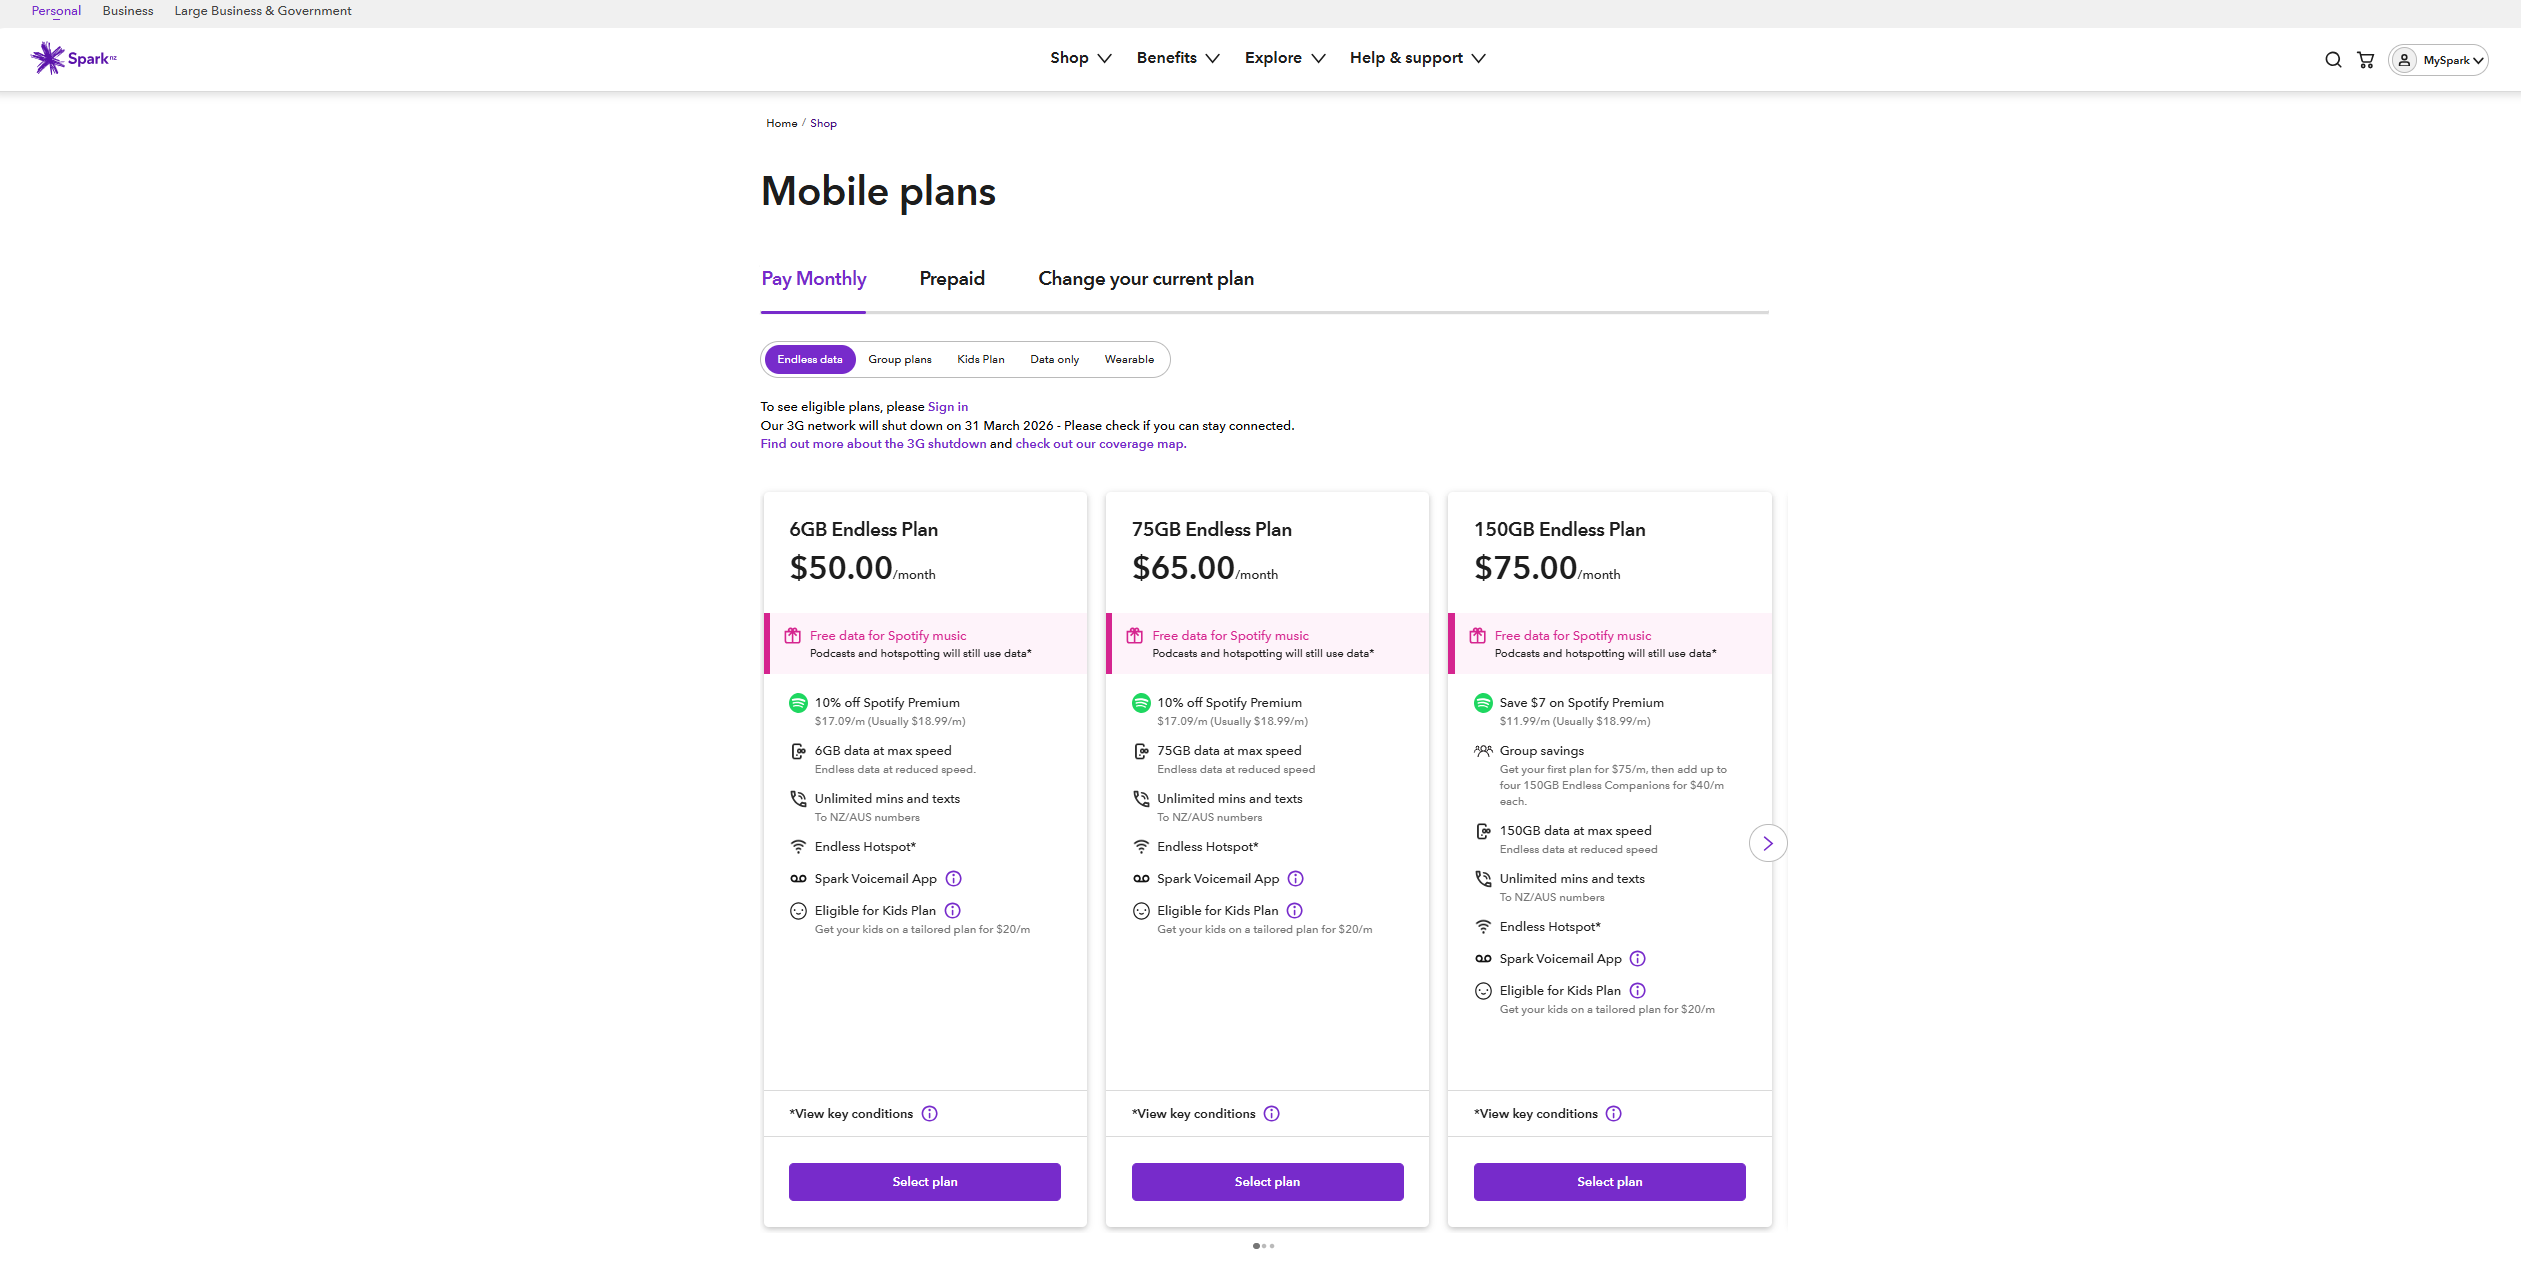 Personal Business Large Business & Government
Spark nz
Shop Benefits Explore Help & support
MySpark
Home / Shop
Mobile plans
Pay Monthly Prepaid Change your current plan
Endless data Group plans Kids Plan Data only Wearable
To see eligible plans, please Sign in
Our 3G network will shut down on 31 March 2026 - Please check if you can stay connected.
Find out more about the 3G shutdown and check out our coverage map.
6GB Endless Plan
$50.00/month
Free data for Spotify music
Podcasts and hotspotting will still use data*
10% off Spotify Premium
$17.09/m (Usually $18.99/m)
6GB data at max speed
Endless data at reduced speed.
Unlimited mins and texts
To NZ/AUS numbers
Endless Hotspot*
Spark Voicemail App
Eligible for Kids Plan
Get your kids on a tailored plan for $20/m
*View key conditions
Select plan
75GB Endless Plan
$65.00/month
Free data for Spotify music
Podcasts and hotspotting will still use data*
10% off Spotify Premium
$17.09/m (Usually $18.99/m)
75GB data at max speed
Endless data at reduced speed
Unlimited mins and texts
To NZ/AUS numbers
Endless Hotspot*
Spark Voicemail App
Eligible for Kids Plan
Get your kids on a tailored plan for $20/m
*View key conditions
Select plan
150GB Endless Plan
$75.00/month
Free data for Spotify music
Podcasts and hotspotting will still use data*
Save $7 on Spotify Premium
$11.99/m (Usually $18.99/m)
Group savings
Get your first plan for $75/m, then add up to
four 150GB Endless Companions for $40/m
each.
150GB data at max speed
Endless data at reduced speed
Unlimited mins and texts
To NZ/AUS numbers
Endless Hotspot*
Spark Voicemail App
Eligible for Kids Plan
Get your kids on a tailored plan for $20/m
*View key conditions
Select plan